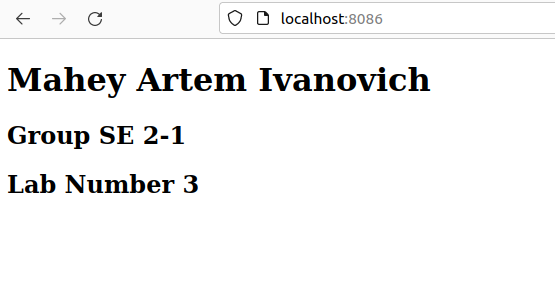 localhost:8086
Mahey Artem Ivanovich
Group SE 2-1
Lab Number 3